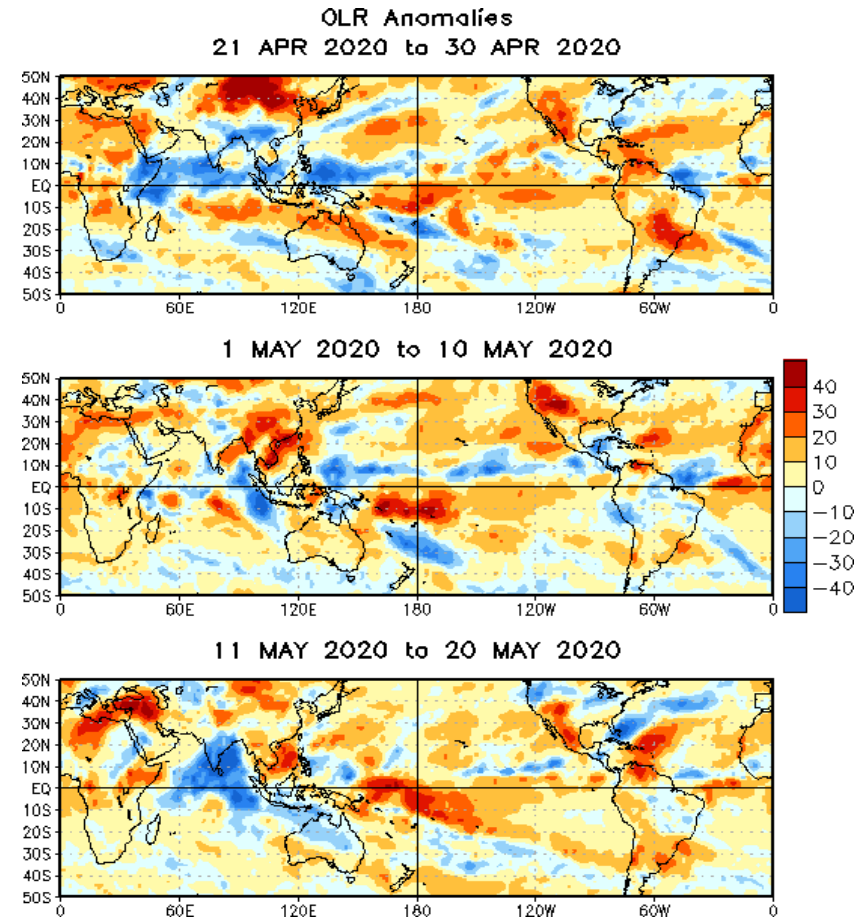 OLR Anomalies
21 APR 2020 to 30 APR 2020
50N
40N
30N
20N
10N
EQ
10S
20S
30S
40S
50S
0 60E 120E 180 120W 60W 0
1 MAY 2020 to 10 MAY 2020
50N
40N
30N
20N
10N
EQ
10S
20S
30S
40S
50S
0 60E 120E 180 120W 60W 0
40
30
20
10
0
-10
-20
-30
-40
11 MAY 2020 to 20 MAY 2020
50N
40N
30N
20N
10N
EQ
10S
20S
30S
40S
50S
0 60E 120E 180 120W 60W 0